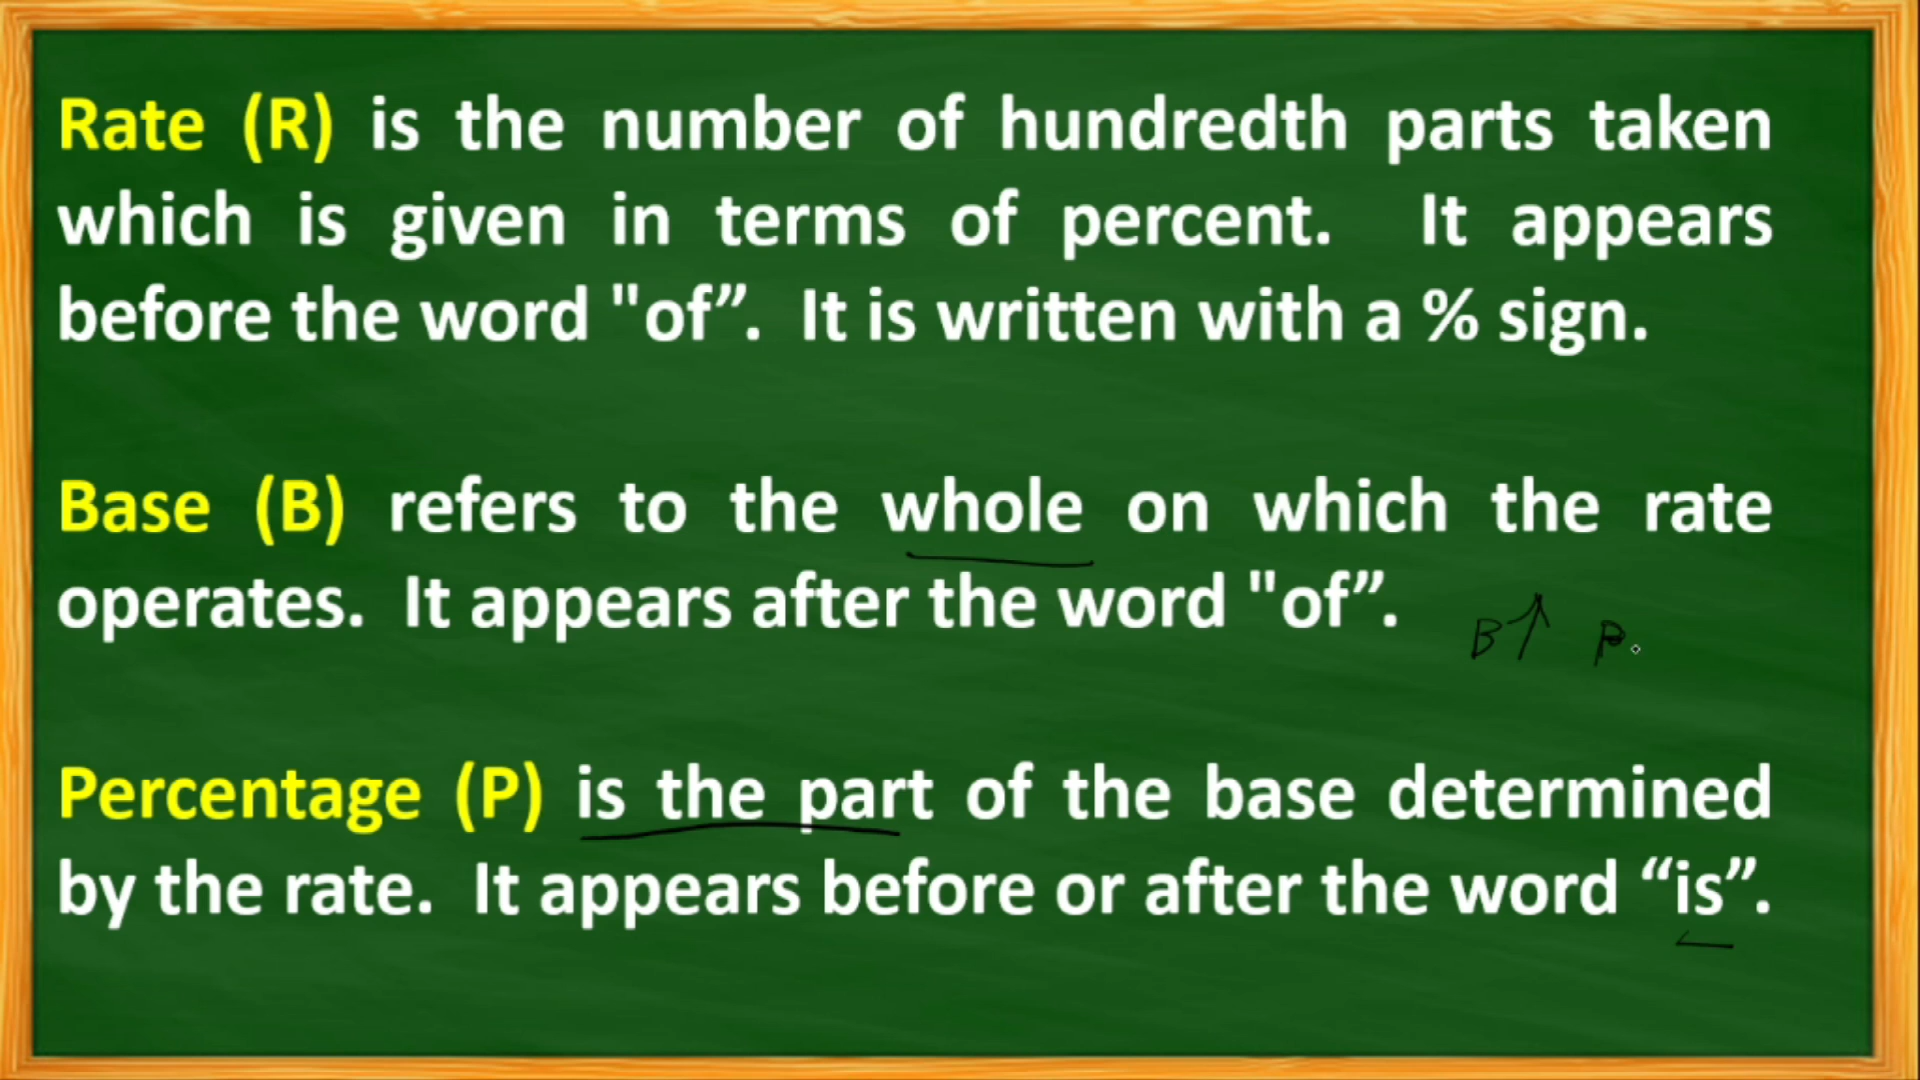 Rate (R) is the number of hundredth parts taken
which is given in terms of percent. It appears
before the word "of”. It is written with a % sign.
Base (B) refers to the whole on which the rate
operates. It appears after the word "of”.
B↑ P
Percentage (P) is the part of the base determined
by the rate. It appears before or after the word “is”.